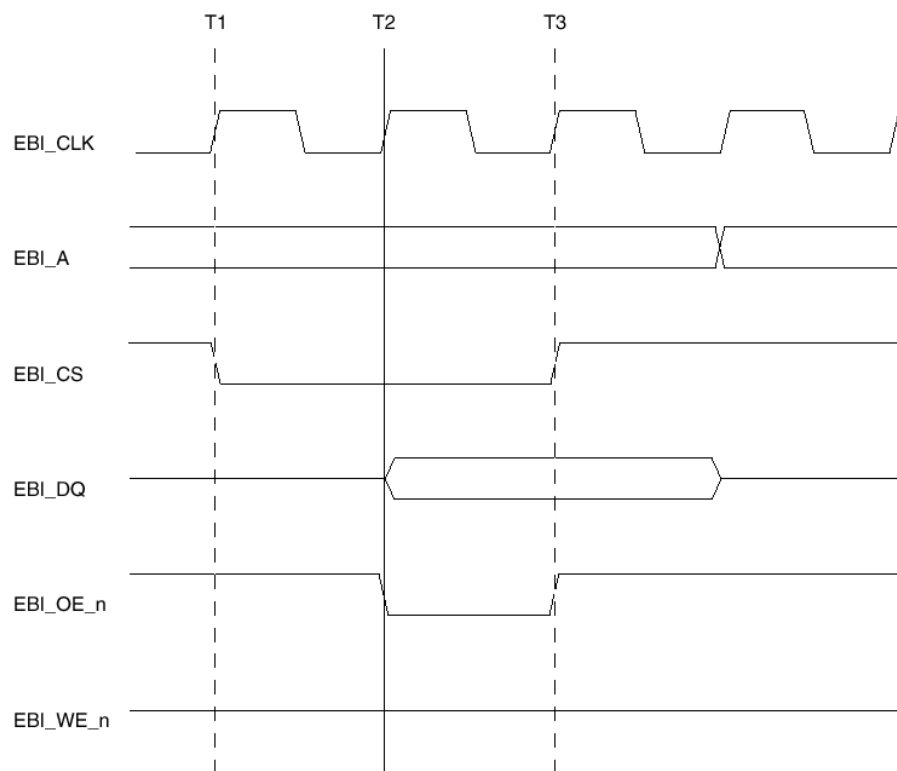 T1 T2 T3
EBI_CLK
EBI_A
EBI_CS
EBI_DQ
EBI_OE_n
EBI_WE_n